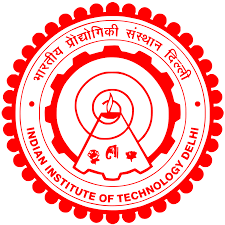 भारतीय प्रौद्योगिकी संस्थान दिल्ली
INDIAN INSTITUTE OF TECHNOLOGY DELHI